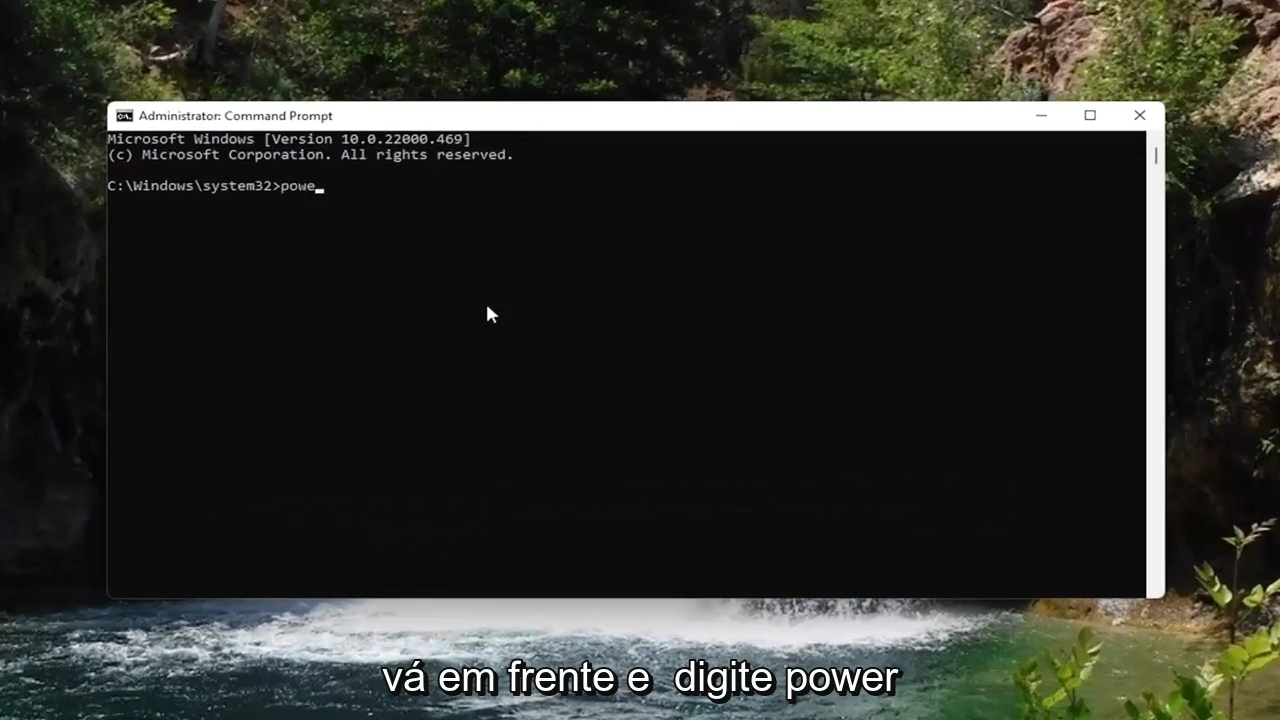 Administrator: Command Prompt
Microsoft Windows [Version 10.0.22000.469]
(c) Microsoft Corporation. All rights reserved.
C:\Windows\system32>powe
vá em frente e digite power